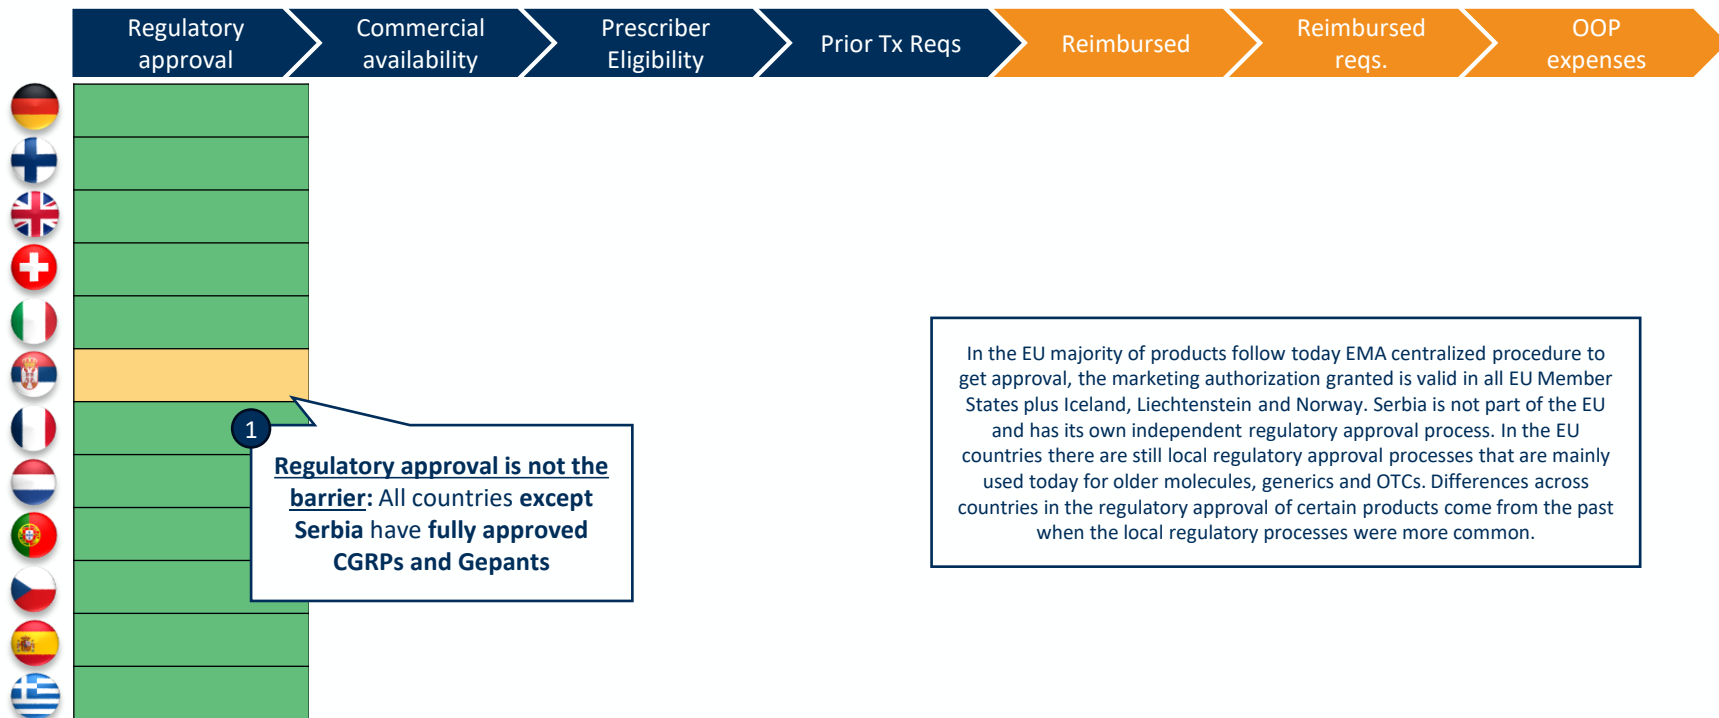 Regulatory
approval
Commercial
availability
Prescriber
Eligibility
Prior Tx Reqs
Reimbursed
Reimbursed
reqs.
OOP
expenses
1
Regulatory approval is not the
barrier: All countries except
Serbia have fully approved
CGRPs and Gepants
In the EU majority of products follow today EMA centralized procedure to
get approval, the marketing authorization granted is valid in all EU Member
States plus Iceland, Liechtenstein and Norway. Serbia is not part of the EU
and has its own independent regulatory approval process. In the EU
countries there are still local regulatory approval processes that are mainly
used today for older molecules, generics and OTCs. Differences across
countries in the regulatory approval of certain products come from the past
when the local regulatory processes were more common.